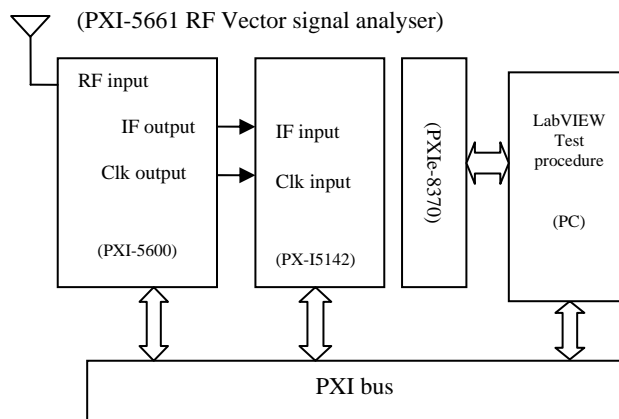 (PXI-5661 RF Vector signal analyser)
RF input
IF output
Clk output
(PXI-5600)
IF input
Clk input
(PX-I5142)
(PXIe-8370)
LabVIEW
Test
procedure
(PC)
PXI bus